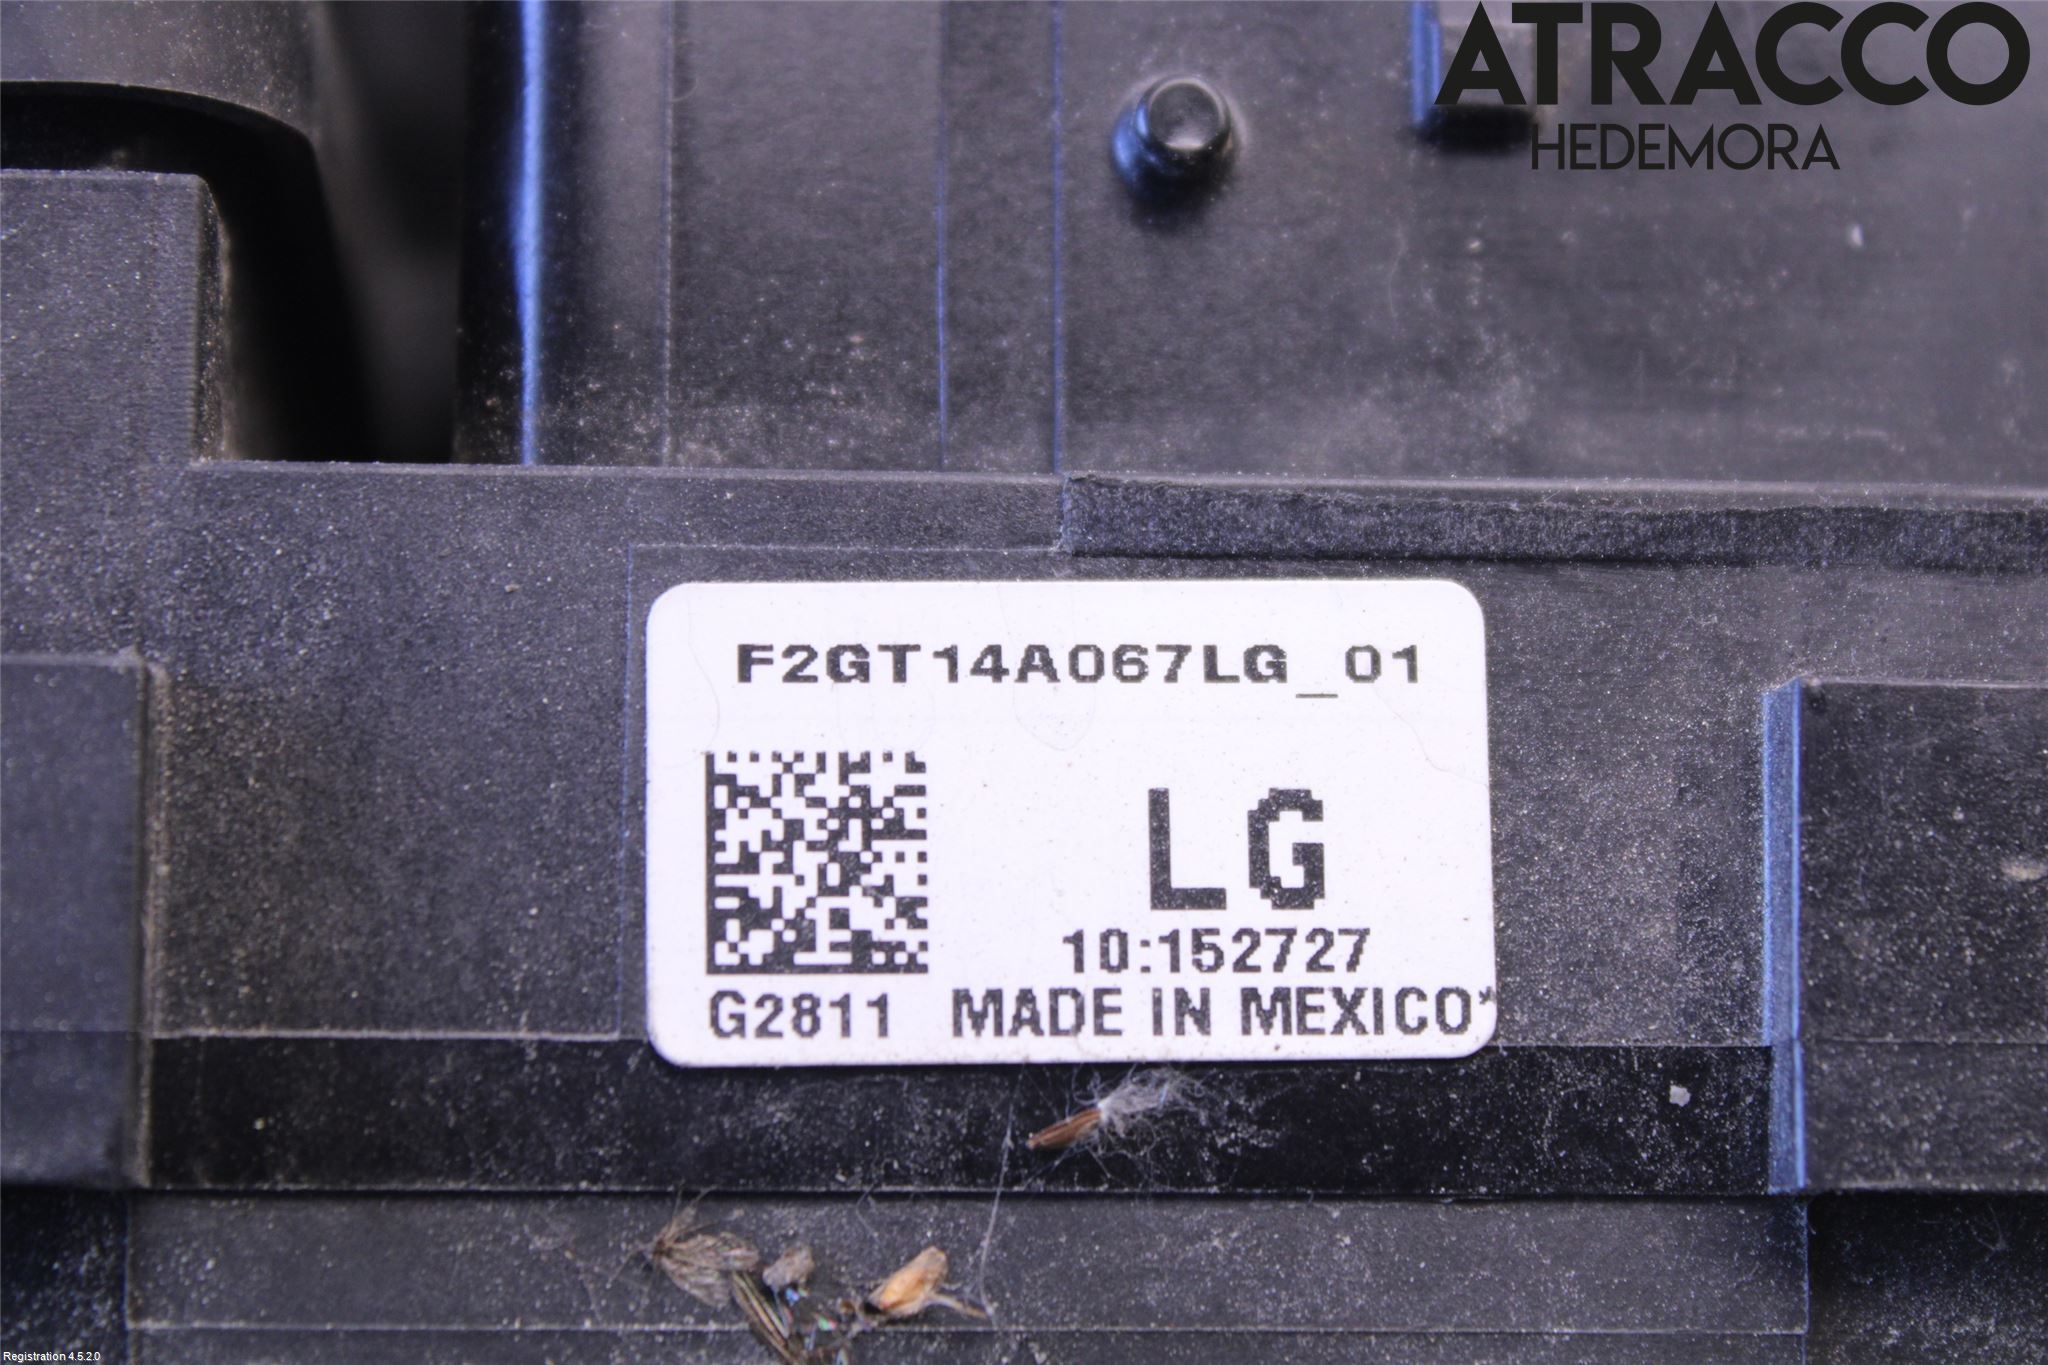 ATRACCO
HEDEMORA
F2GT14A067LG_01
LG
10:152727
G2811 MADE IN MEXICO*
Registration 4.5.2.0